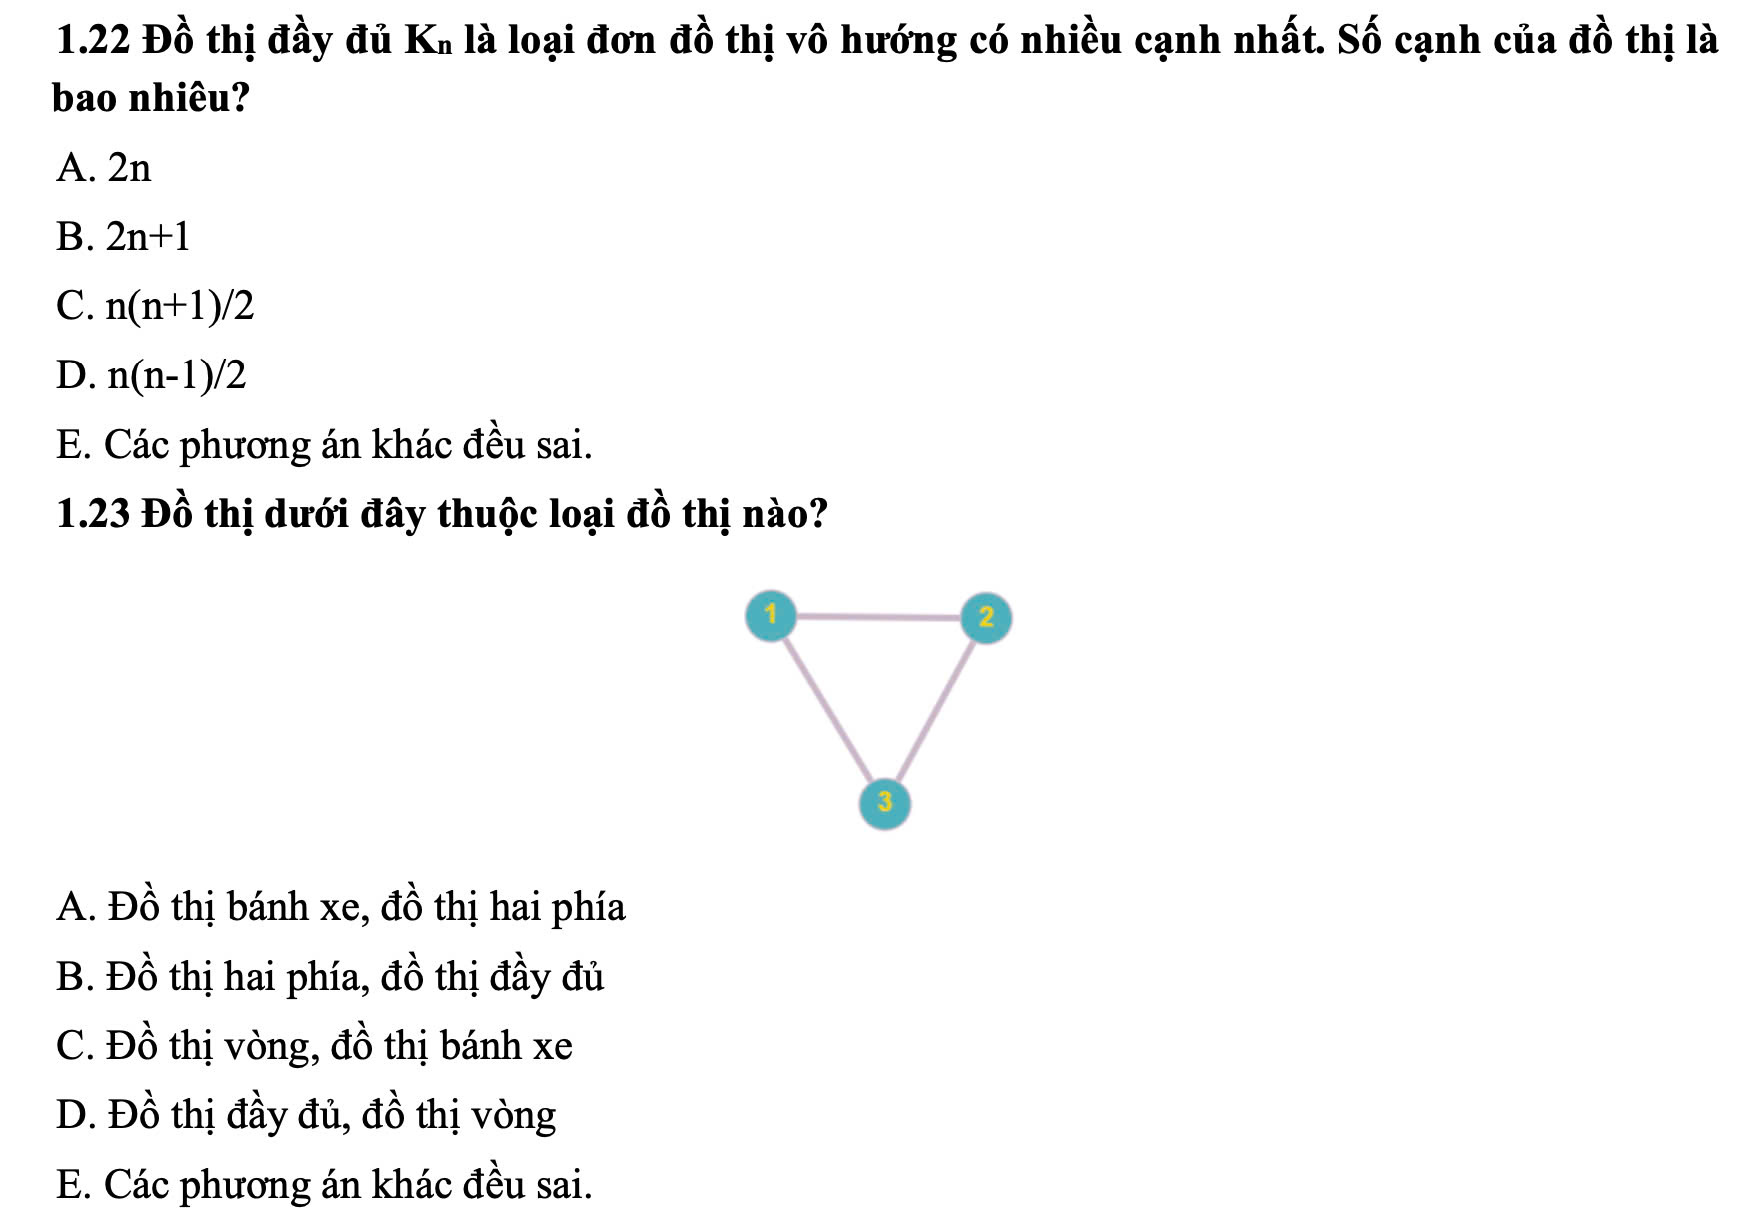 1.22 Đồ thị đầy đủ Kn là loại đơn đồ thị vô hướng có nhiều cạnh nhất. Số cạnh của đồ thị là
bao nhiêu?
A. 2n
B. 2n+1
C. n(n+1)/2
D. n(n-1)/2
E. Các phương án khác đều sai.
1.23 Đồ thị dưới đây thuộc loại đồ thị nào?
1
2
3
A. Đồ thị bánh xe, đồ thị hai phía
B. Đồ thị hai phía, đồ thị đầy đủ
C. Đồ thị vòng, đồ thị bánh xe
D. Đồ thị đầy đủ, đồ thị vòng
E. Các phương án khác đều sai.